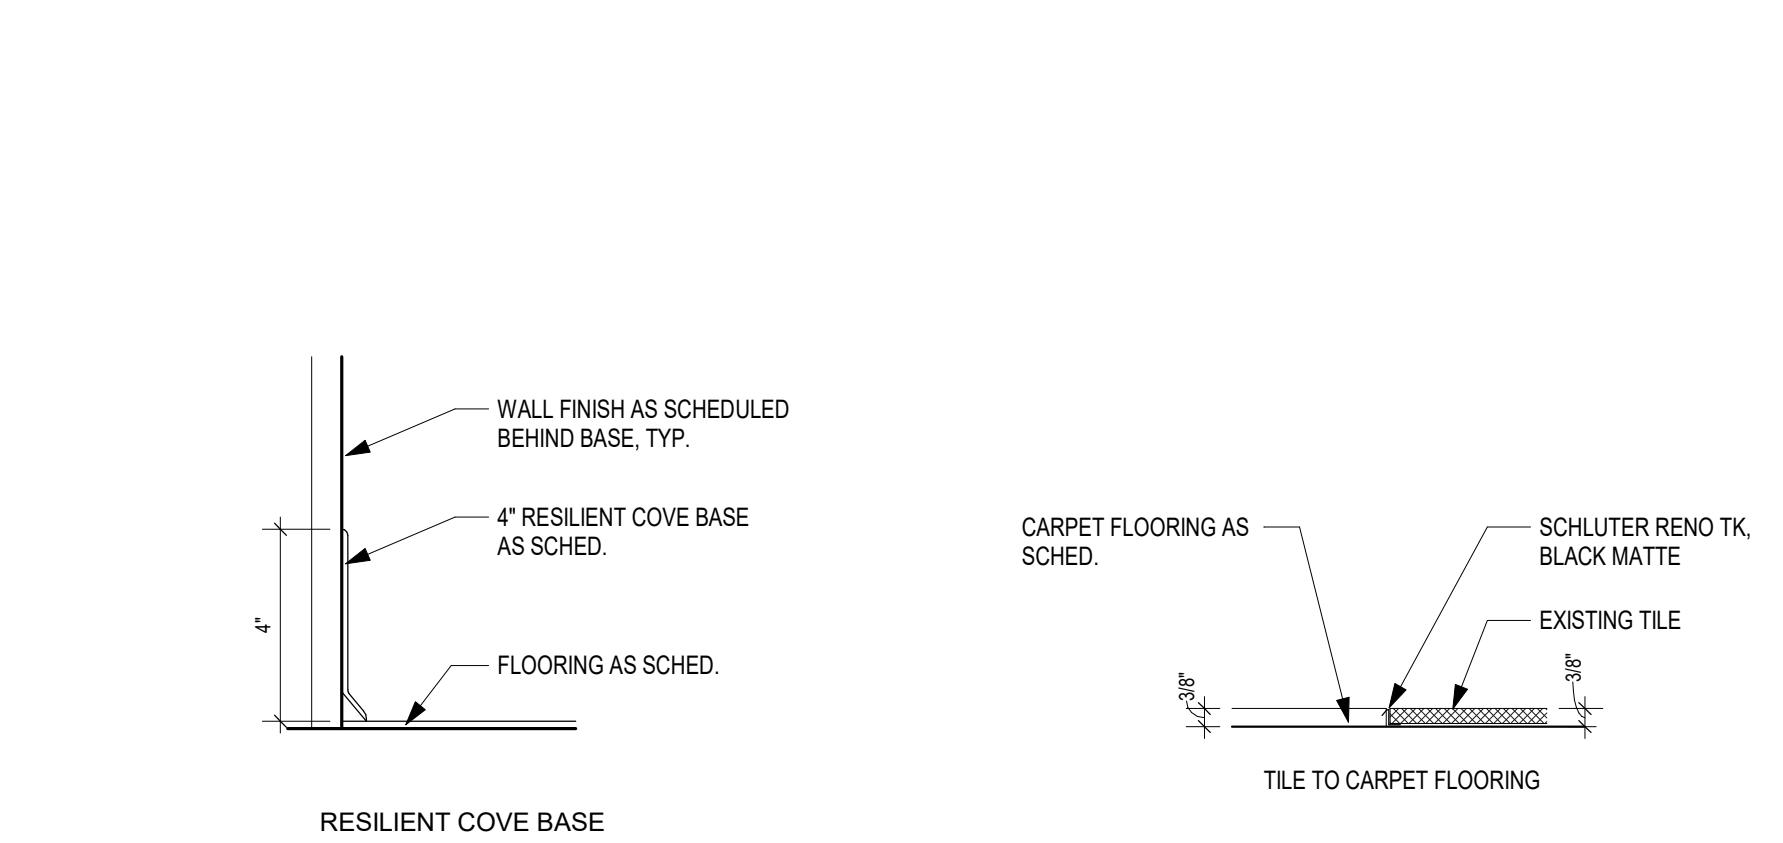 WALL FINISH AS SCHEDULED
BEHIND BASE, TYP.
4" RESILIENT COVE BASE
AS SCHED.
4"
FLOORING AS SCHED.
RESILIENT COVE BASE
CARPET FLOORING AS
SCHED.
SCHLUTER RENO TK,
BLACK MATTE
EXISTING TILE
3/8"
3/8"
TILE TO CARPET FLOORING